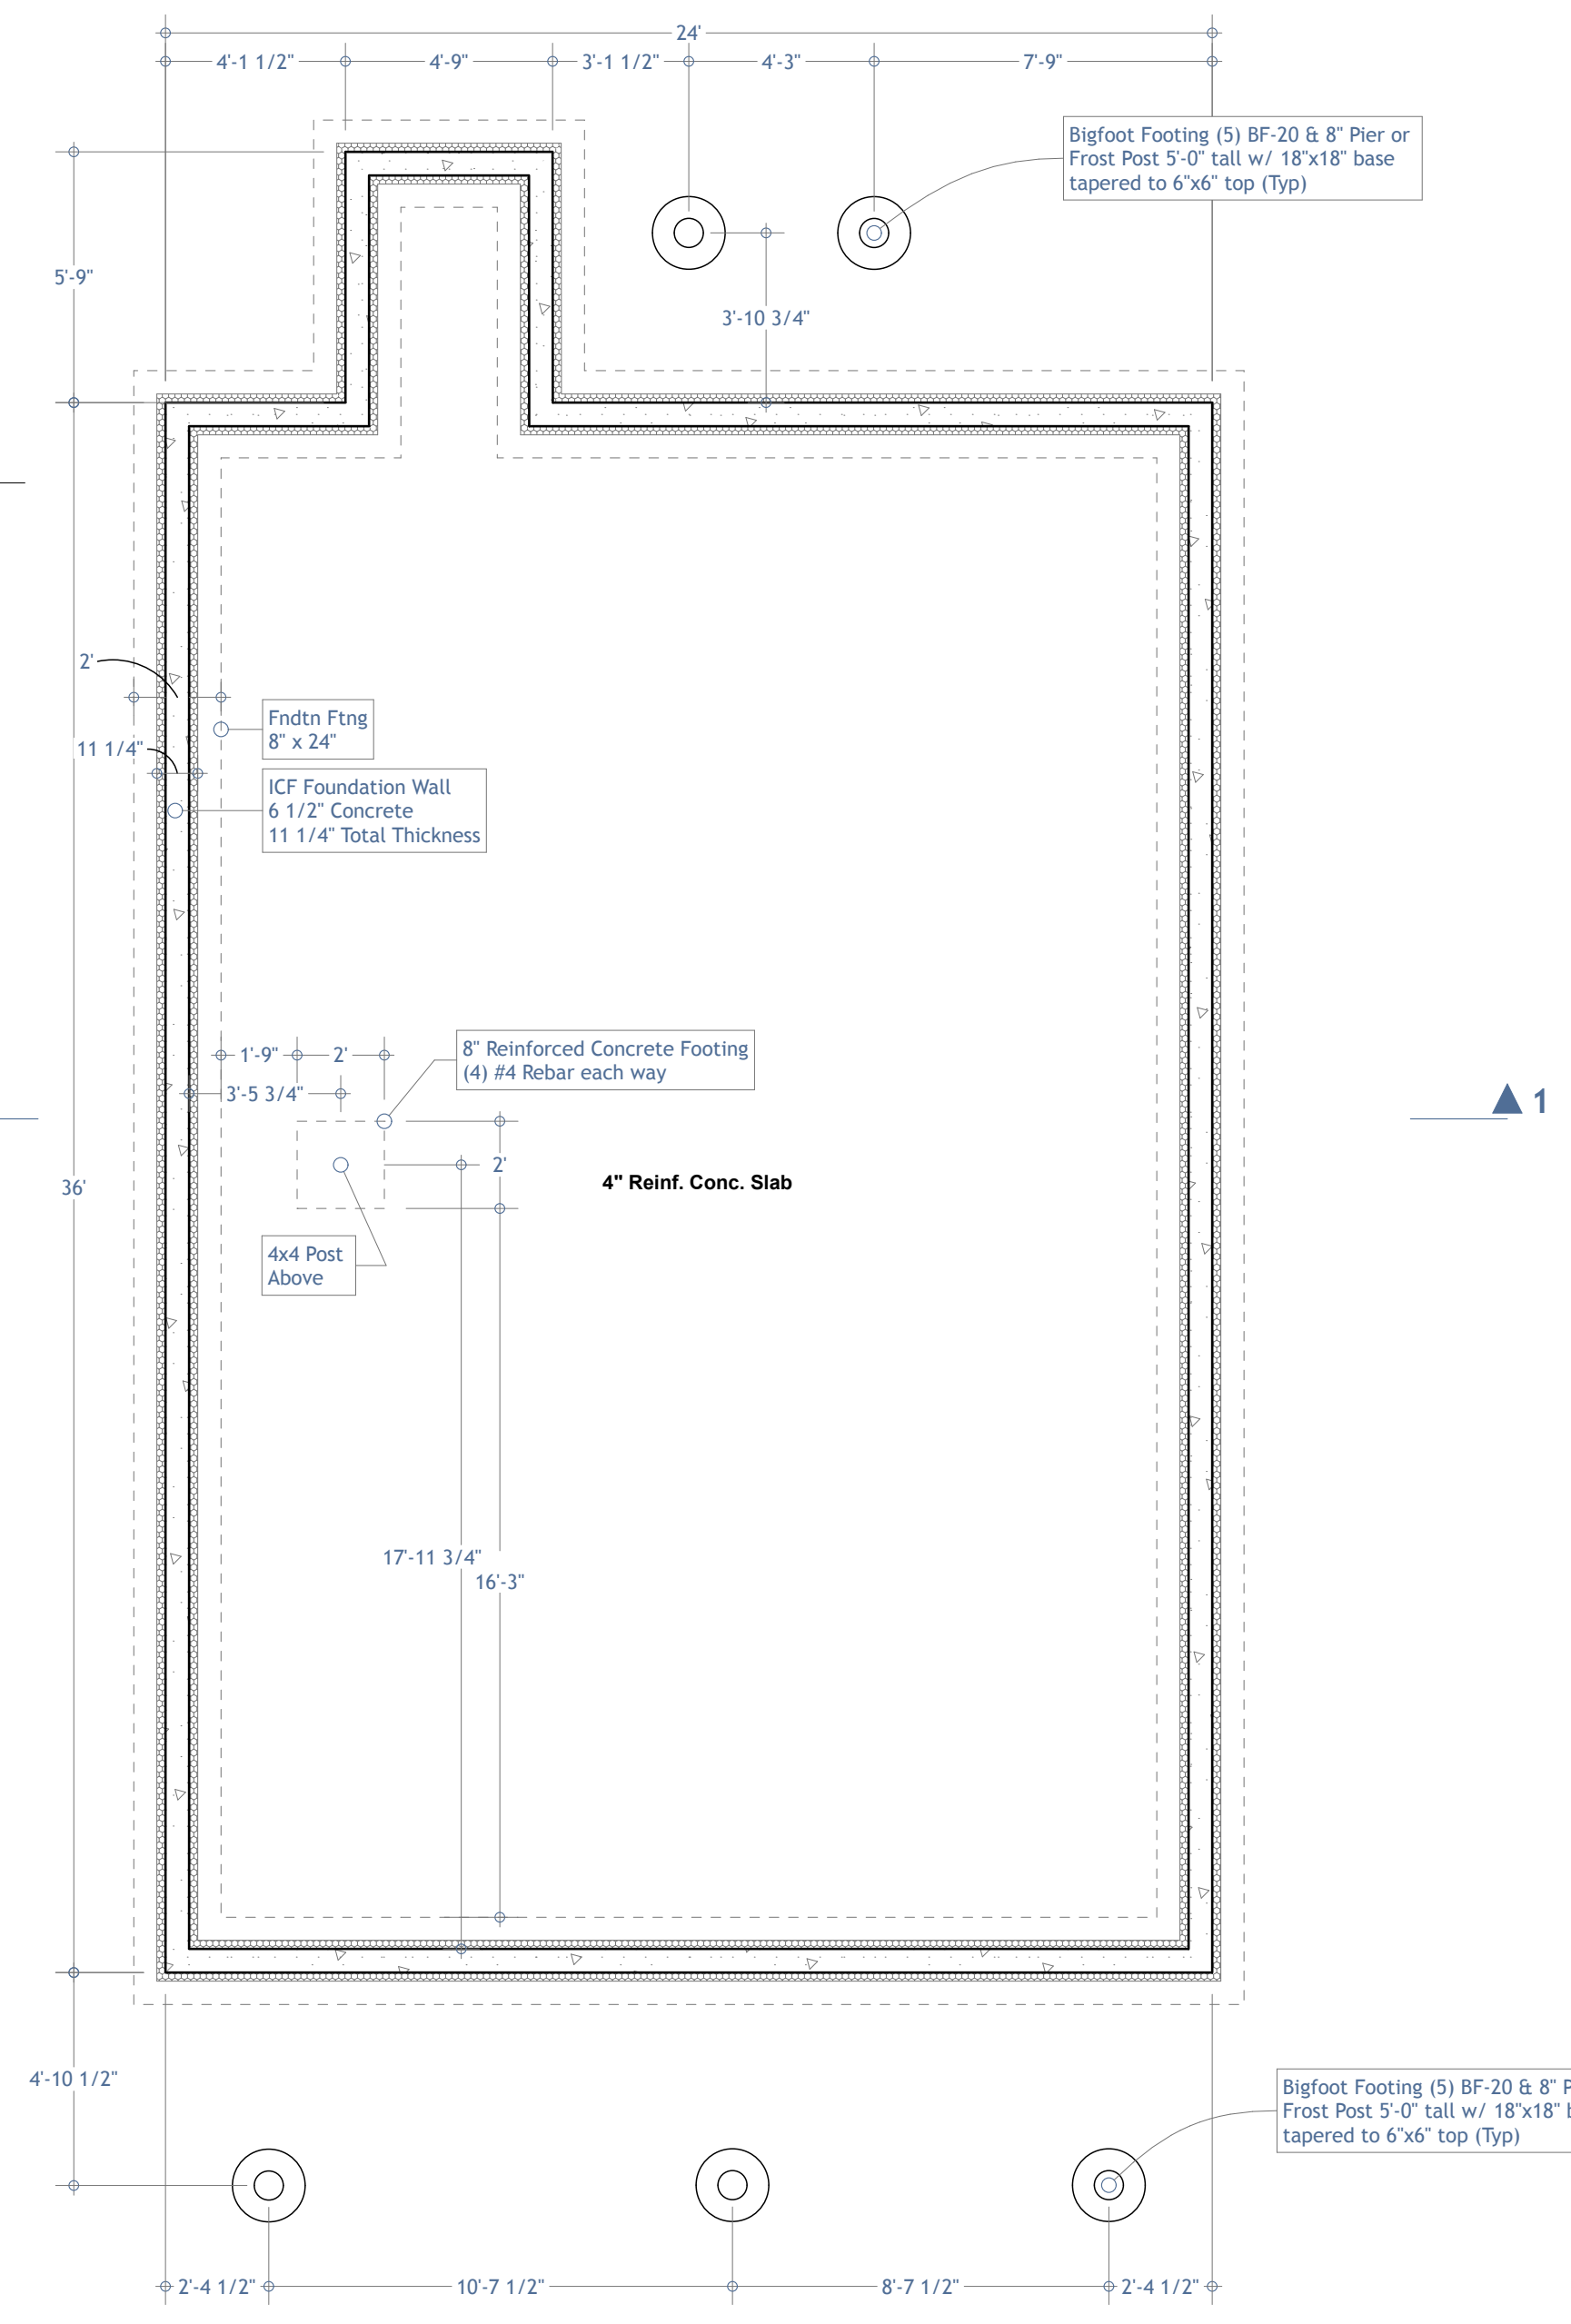 24'
4'-1 1/2" 4'-9" 3'-1 1/2" 4'-3" 7'-9"
Bigfoot Footing (5) BF-20 & 8" Pier or
Frost Post 5'-0" tall w/ 18"x18" base
tapered to 6"x6" top (Typ)
5'-9"
3'-10 3/4"
2'
Fndtn Ftng
8" x 24"
11 1/4"
ICF Foundation Wall
6 1/2" Concrete
11 1/4" Total Thickness
8" Reinforced Concrete Footing
(4) #4 Rebar each way
1'-9" 2'
3'-5 3/4"
1
2'
4" Reinf. Conc. Slab
36'
4x4 Post
Above
17'-11 3/4"
16'-3"
4'-10 1/2"
Bigfoot Footing (5) BF-20 & 8" P
Frost Post 5'-0" tall w/ 18"x18" b
tapered to 6"x6" top (Typ)
2'-4 1/2" 10'-7 1/2" 8'-7 1/2" 2'-4 1/2"